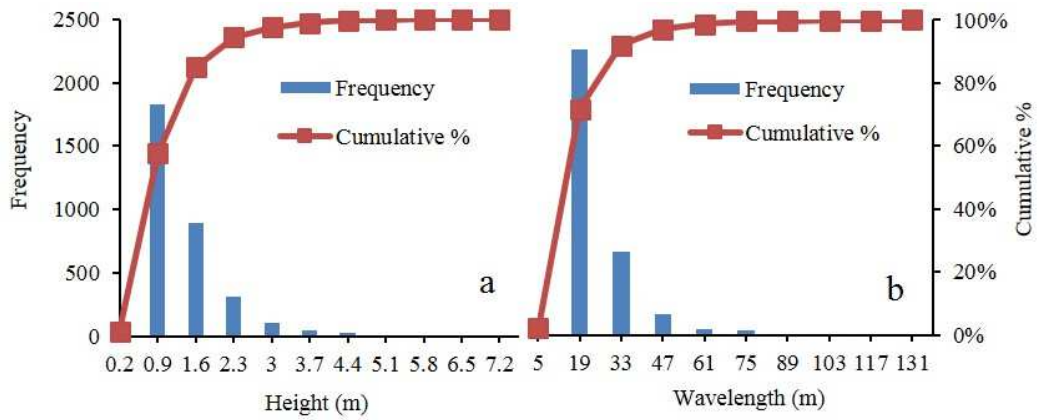 2500
2000
1500
1000
500
0
Frequency
Frequency
Cumulative %
a
0.2 0.9 1.6 2.3 3 3.7 4.4 5.1 5.8 6.5 7.2
Height (m)
Frequency
Cumulative %
b
5 19 33 47 61 75 89 103 117 131
Wavelength (m)
100%
80%
60%
40%
20%
0%
Cumulative %